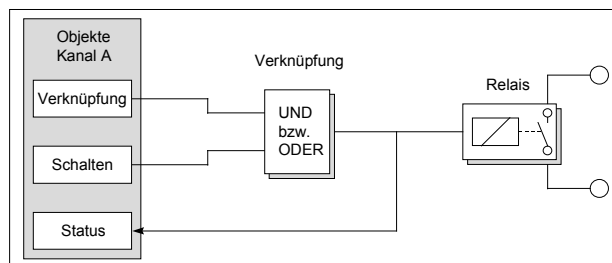 Objekte
Kanal A
Verknüpfung
Relais
Verknüpfung
UND
bzw.
ODER
Schalten
Status